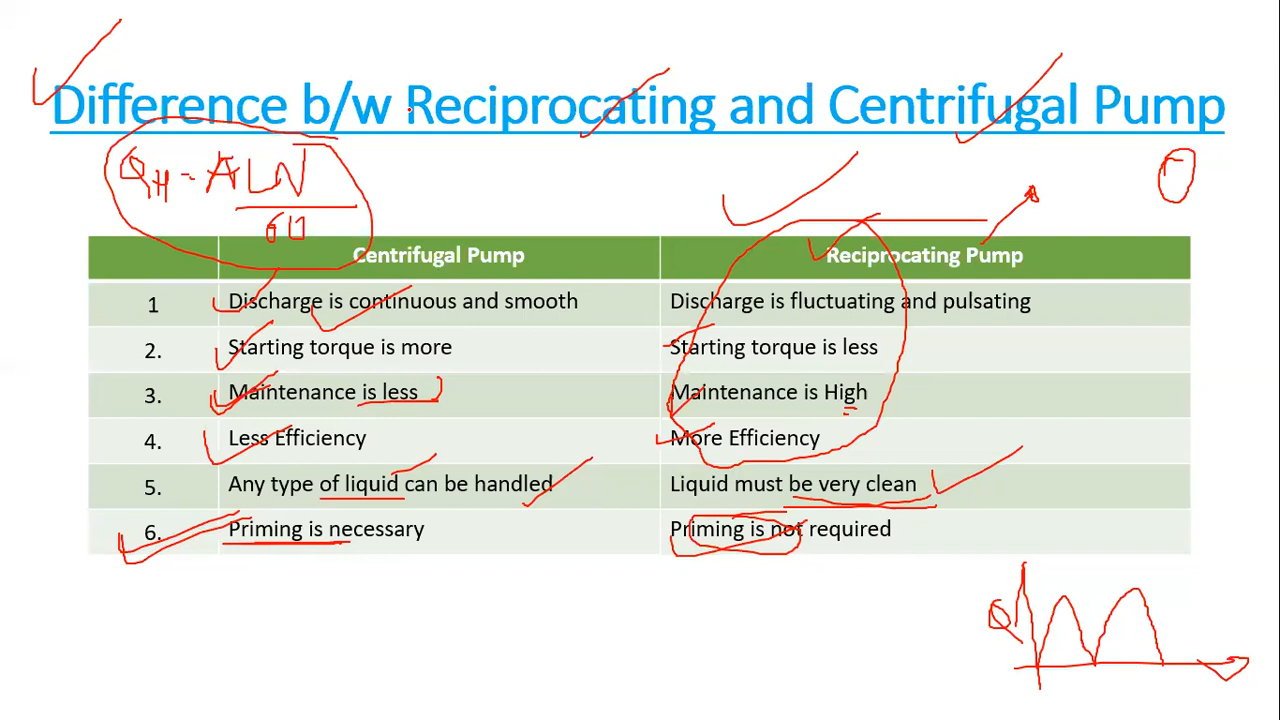 Difference b/w Reciprocating and Centrifugal Pump
QH = ALN
60
Centrifugal Pump Reciprocating Pump
1 Discharge is continuous and smooth Discharge is fluctuating and pulsating
2. Starting torque is more Starting torque is less
3. Maintenance is less Maintenance is High
4. Less Efficiency More Efficiency
5. Any type of liquid can be handled Liquid must be very clean
6. Priming is necessary Priming is not required
Q